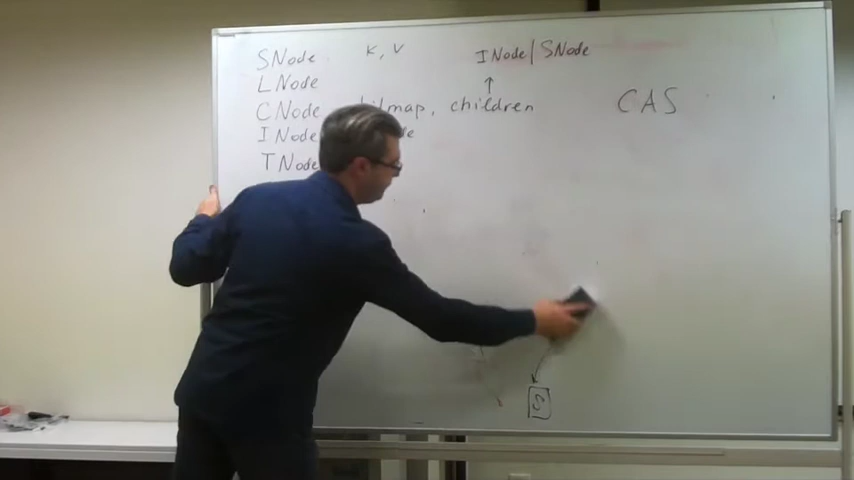 SNode K, V INode/SNode
LNode
CNode bitmap, children CAS
INode
TNode
S